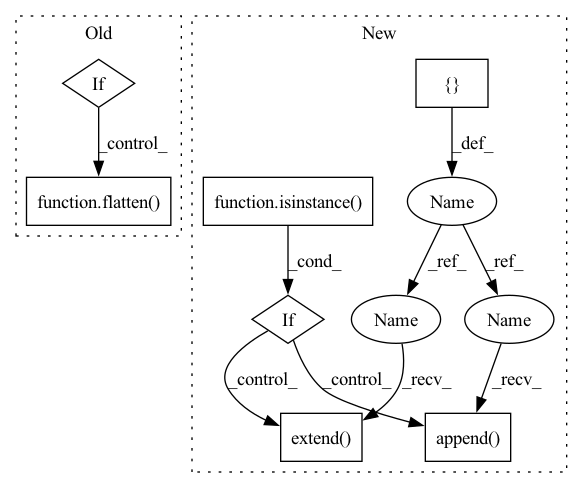 Old
New
If
{}
_control_
_def_
function.flatten()
function.isinstance()
Name
_cond_
_ref_
_ref_
If
Name
Name
_control_
_control_
_recv_
_recv_
extend()
append()